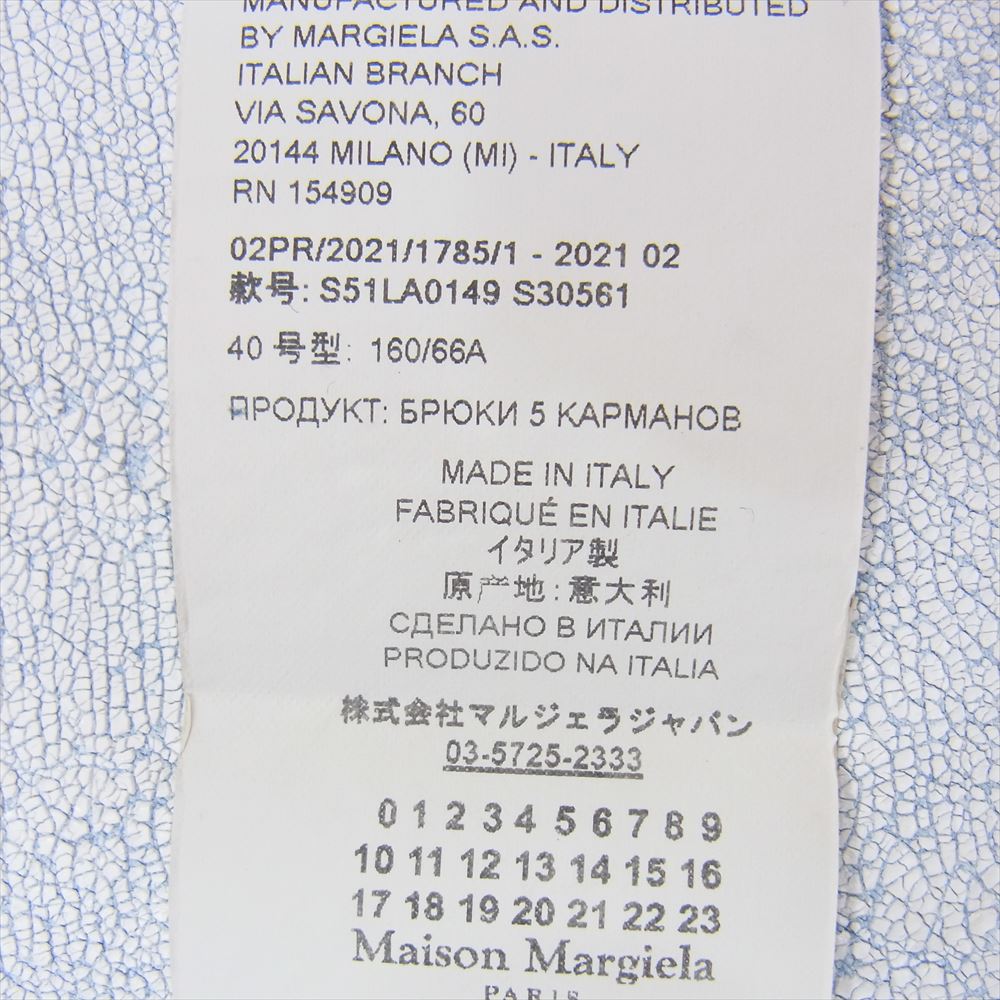 MANUFACTURED AND DISTRIBUTED
BY MARGIELA S.A.S.
ITALIAN BRANCH
VIA SAVONA, 60
20144 MILANO (MI) - ITALY
RN 154909
02PR/2021/1785/1 - 2021 02
款号: S51LA0149 S30561
40 号型: 160/66A
ПРОДУКТ: БРЮКИ 5 КАРМАНОВ
MADE IN ITALY
FABRIQUÉ EN ITALIE
イタリア製
原产地: 意大利
СДЕЛАНО В ИТАЛИИ
PRODUZIDO NA ITALIA
株式会社マルジェラジャパン
03-5725-2333
0 1 2 3 4 5 6 7 8 9
10 11 12 13 14 15 16
17 18 19 20 21 22 23
Maison Margiela
PARIS